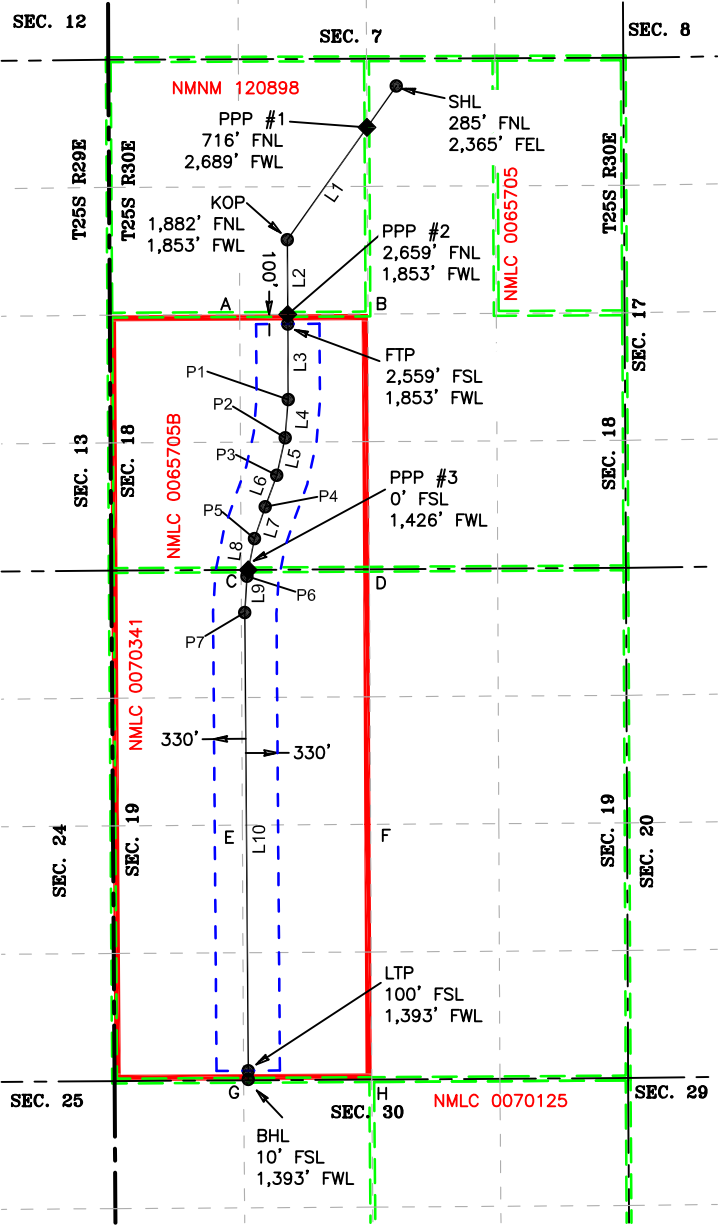 SEC. 12
SEC. 7
SEC. 8
NMNM 120898
SHL
285' FNL
2,365' FEL
PPP #1
716' FNL
2,689' FWL
T25S R29E
T25S R30E
T25S R30E
L1
NMLC 0065705
KOP
1,882' FNL
1,853' FWL
PPP #2
2,659' FNL
1,853' FWL
100'
L2
A
B
SEC. 17
FTP
2,559' FSL
1,853' FWL
L3
P1
L4
P2
L5
P3
L6
P4
SEC. 13
SEC. 18
NMLC 0065705B
SEC. 18
PPP #3
0' FSL
1,426' FWL
P5
L7
L8
C
D
L9
P6
P7
NMLC 0070341
330'
330'
SEC. 24
SEC. 19
E
L10
F
SEC. 19
SEC. 20
LTP
100' FSL
1,393' FWL
SEC. 25
G
H
SEC. 30
NMLC 0070125
SEC. 29
BHL
10' FSL
1,393' FWL